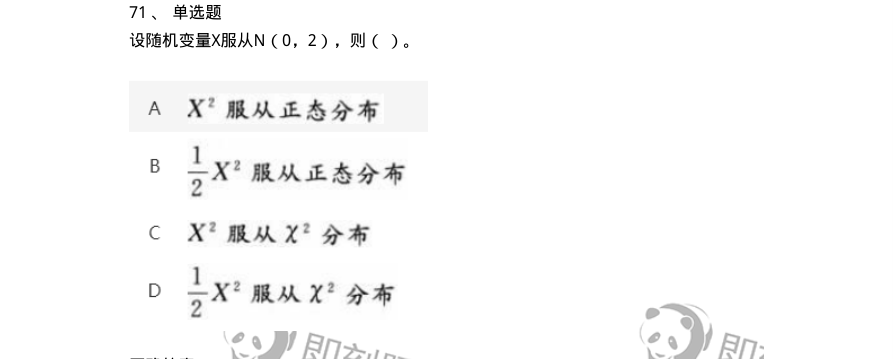 71 、 单选题
设随机变量X服从N（0，2），则（ ）。
A X² 服从正态分布
B 1/2 X² 服从正态分布
C X² 服从 χ² 分布
D 1/2 X² 服从 χ² 分布